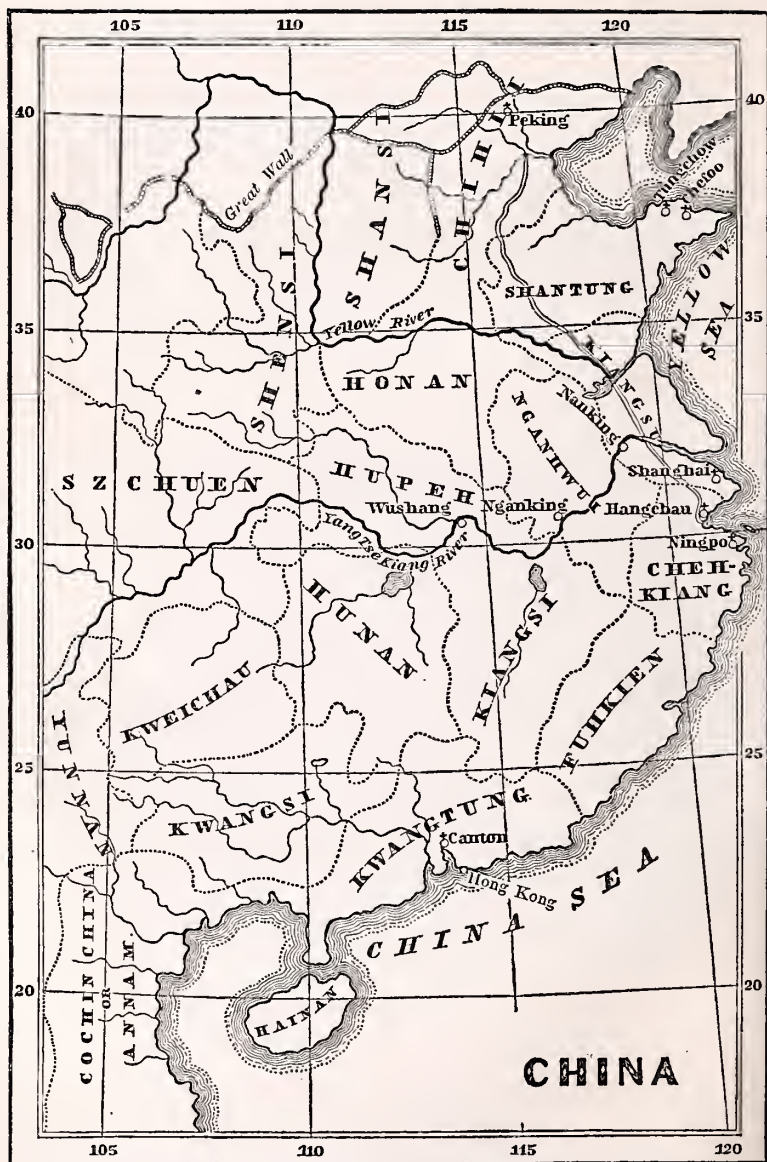 105 110 115 120
40 40
Peking
Great Wall
SHANSI
CHIHLI
Tungchow
Chefoo
SHENSI
SHANTUNG
YELLOW
SEA
35 35
Yellow River
HONAN
KIANGSU
Nanking
NGANHWUI
SZCHUEN
HUPEH
Shanghai
Wushang
Nganking
Hangchau
30
Yang Tse Kiang River
Ningpo
CHEH-
KIANG
HUNAN
KIANGSI
FUHKIEN
KWEICHAU
YUNNAN
25 25
KWANGSI
KWANGTUNG
Canton
Hong Kong
CHINA SEA
COCHIN CHINA
OR
ANNAM.
20 20
HAINAN
CHINA
105 110 115 120